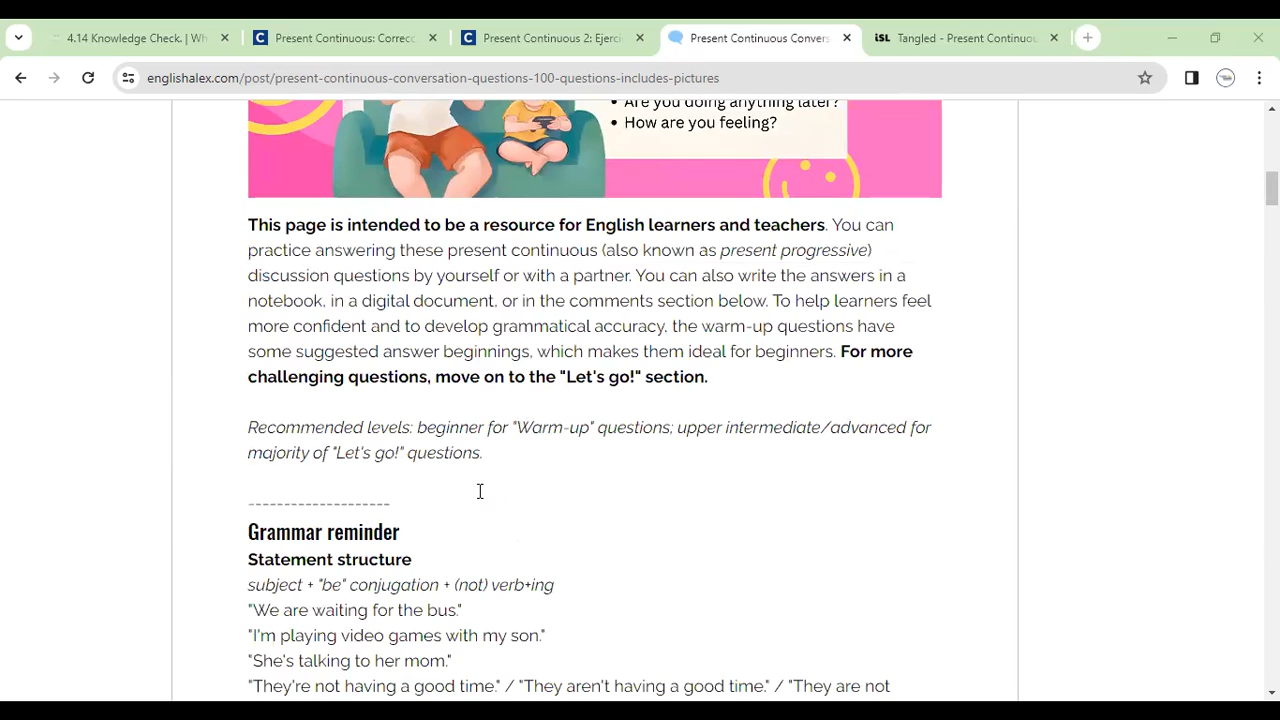 4.14 Knowledge Check. | Wh
Present Continuous: Correcc
Present Continuous 2: Ejerci
Present Continuous Convers
iSL Tangled - Present Continuou
englishalex.com/post/present-continuous-conversation-questions-100-questions-includes-pictures
• Are you doing anything later?
• How are you feeling?
This page is intended to be a resource for English learners and teachers. You can
practice answering these present continuous (also known as present progressive)
discussion questions by yourself or with a partner. You can also write the answers in a
notebook, in a digital document, or in the comments section below. To help learners feel
more confident and to develop grammatical accuracy, the warm-up questions have
some suggested answer beginnings, which makes them ideal for beginners. For more
challenging questions, move on to the "Let's go!" section.
Recommended levels: beginner for "Warm-up" questions; upper intermediate/advanced for
majority of "Let's go!" questions.
--------------------
Grammar reminder
Statement structure
subject + "be" conjugation + (not) verb+ing
"We are waiting for the bus."
"I'm playing video games with my son."
"She's talking to her mom."
"They're not having a good time." / "They aren't having a good time." / "They are not